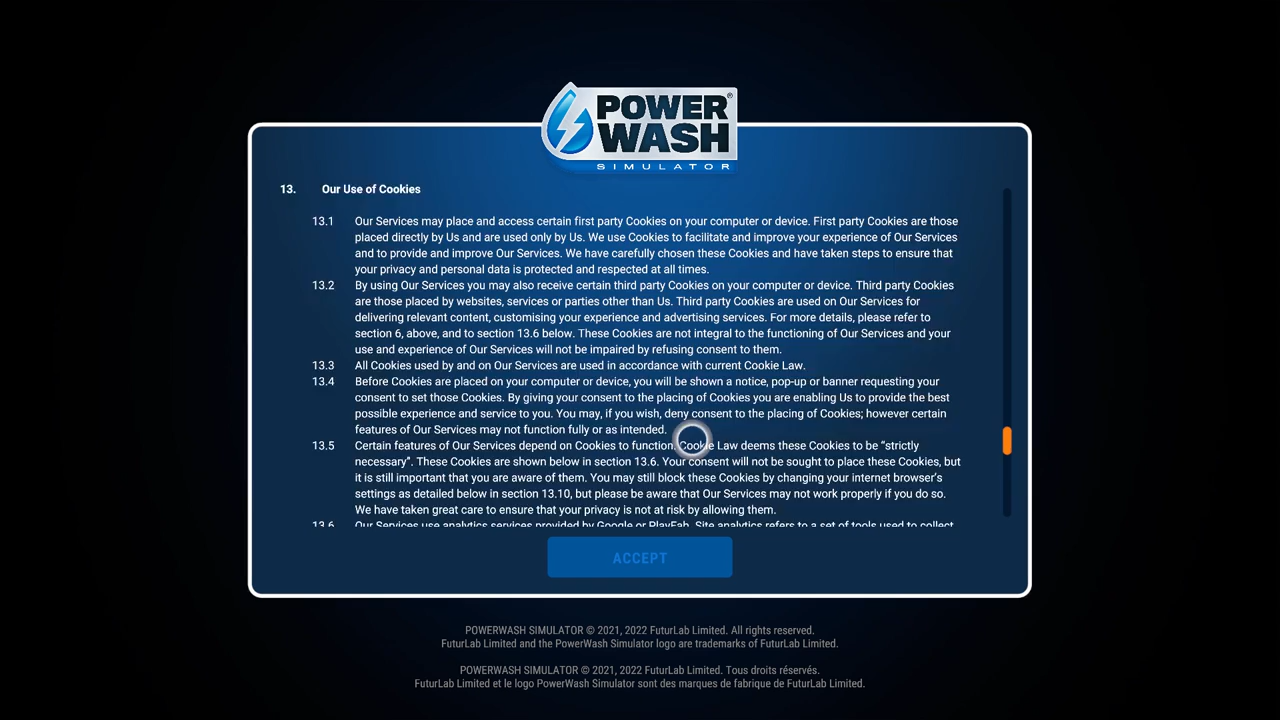 POWER®
WASH
SIMULATOR
13. Our Use of Cookies
13.1 Our Services may place and access certain first party Cookies on your computer or device. First party Cookies are those
placed directly by Us and are used only by Us. We use Cookies to facilitate and improve your experience of Our Services
and to provide and improve Our Services. We have carefully chosen these Cookies and have taken steps to ensure that
your privacy and personal data is protected and respected at all times.
13.2 By using Our Services you may also receive certain third party Cookies on your computer or device. Third party Cookies
are those placed by websites, services or parties other than Us. Third party Cookies are used on Our Services for
delivering relevant content, customising your experience and advertising services. For more details, please refer to
section 6, above, and to section 13.6 below. These Cookies are not integral to the functioning of Our Services and your
use and experience of Our Services will not be impaired by refusing consent to them.
13.3 All Cookies used by and on Our Services are used in accordance with current Cookie Law.
13.4 Before Cookies are placed on your computer or device, you will be shown a notice, pop-up or banner requesting your
consent to set those Cookies. By giving your consent to the placing of Cookies you are enabling Us to provide the best
possible experience and service to you. You may, if you wish, deny consent to the placing of Cookies; however certain
features of Our Services may not function fully or as intended.
13.5 Certain features of Our Services depend on Cookies to function. Cookie Law deems these Cookies to be “strictly
necessary”. These Cookies are shown below in section 13.6. Your consent will not be sought to place these Cookies, but
it is still important that you are aware of them. You may still block these Cookies by changing your internet browser’s
settings as detailed below in section 13.10, but please be aware that Our Services may not work properly if you do so.
We have taken great care to ensure that your privacy is not at risk by allowing them.
13.6 Our Services use analytics services provided by Google or PlayFab. Site analytics refers to a set of tools used to collect
ACCEPT
POWERWASH SIMULATOR © 2021, 2022 FuturLab Limited. All rights reserved.
FuturLab Limited and the PowerWash Simulator logo are trademarks of FuturLab Limited.
POWERWASH SIMULATOR © 2021, 2022 FuturLab Limited. Tous droits réservés.
FuturLab Limited et le logo PowerWash Simulator sont des marques de fabrique de FuturLab Limited.